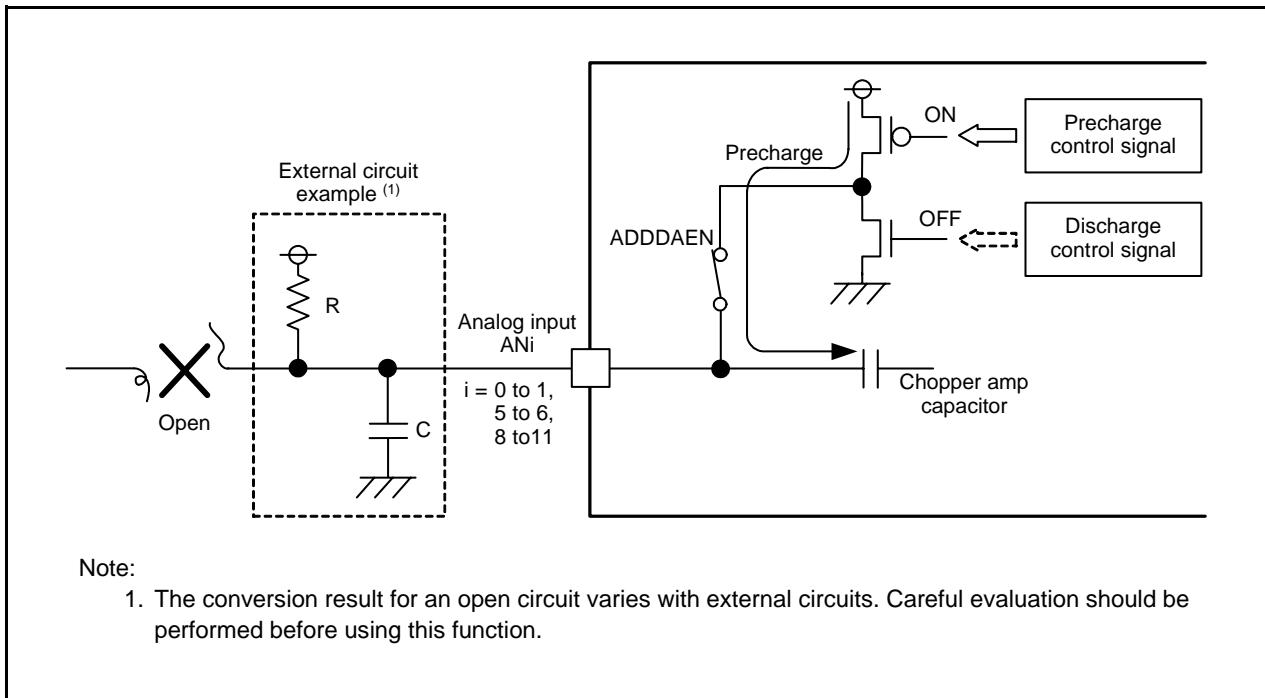 External circuit
example (1)
R
C
Open
Analog input
ANi
i = 0 to 1,
5 to 6,
8 to11
Precharge
ADDDAEN
ON
Precharge
control signal
OFF
Discharge
control signal
Chopper amp
capacitor
Note:
1. The conversion result for an open circuit varies with external circuits. Careful evaluation should be
performed before using this function.